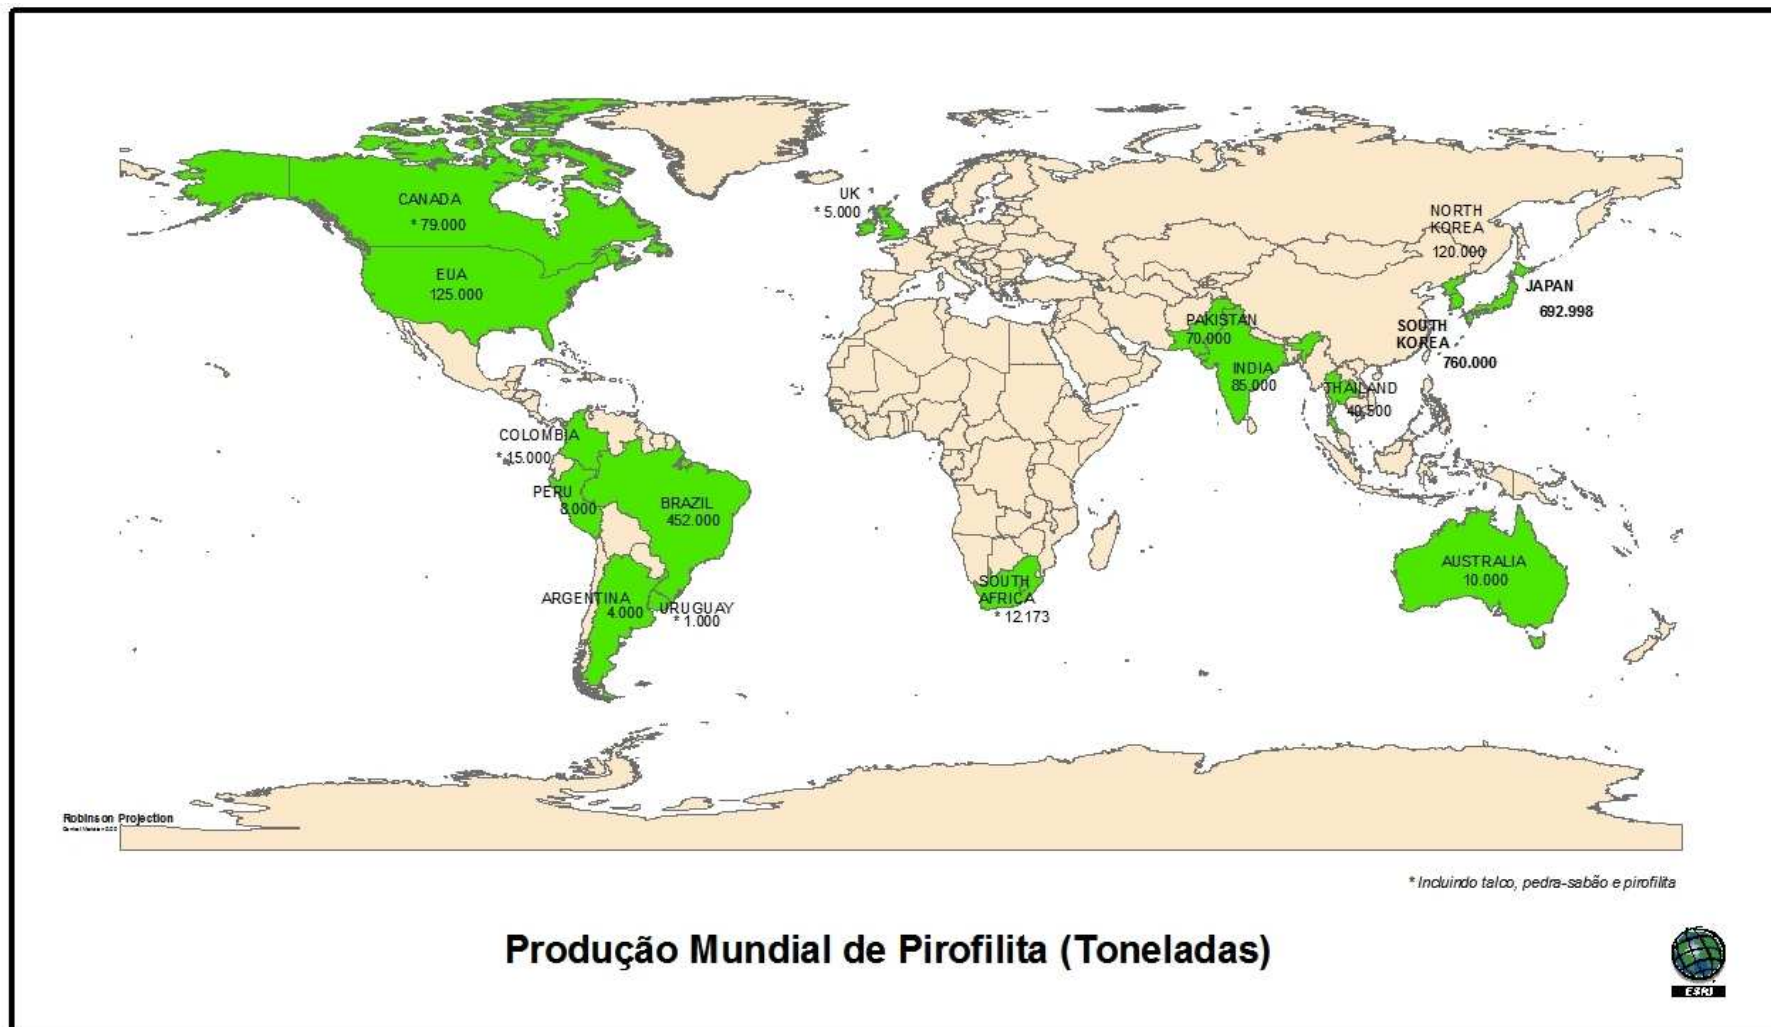 CANADA
* 79.000
EUA
125.000
UK
* 5.000
NORTH
KOREA
120.000
JAPAN
692.998
SOUTH
KOREA
760.000
PAKISTAN
70.000
INDIA
85.000
THAILAND
40.500
COLOMBIA
* 15.000
PERU
8.000
BRAZIL
452.000
ARGENTINA
4.000
URUGUAY
* 1.000
SOUTH
AFRICA
* 12.173
AUSTRALIA
10.000
Robinson Projection
* Incluindo talco, pedra-sabão e pirofilita
Produção Mundial de Pirofilita (Toneladas)
ESRI